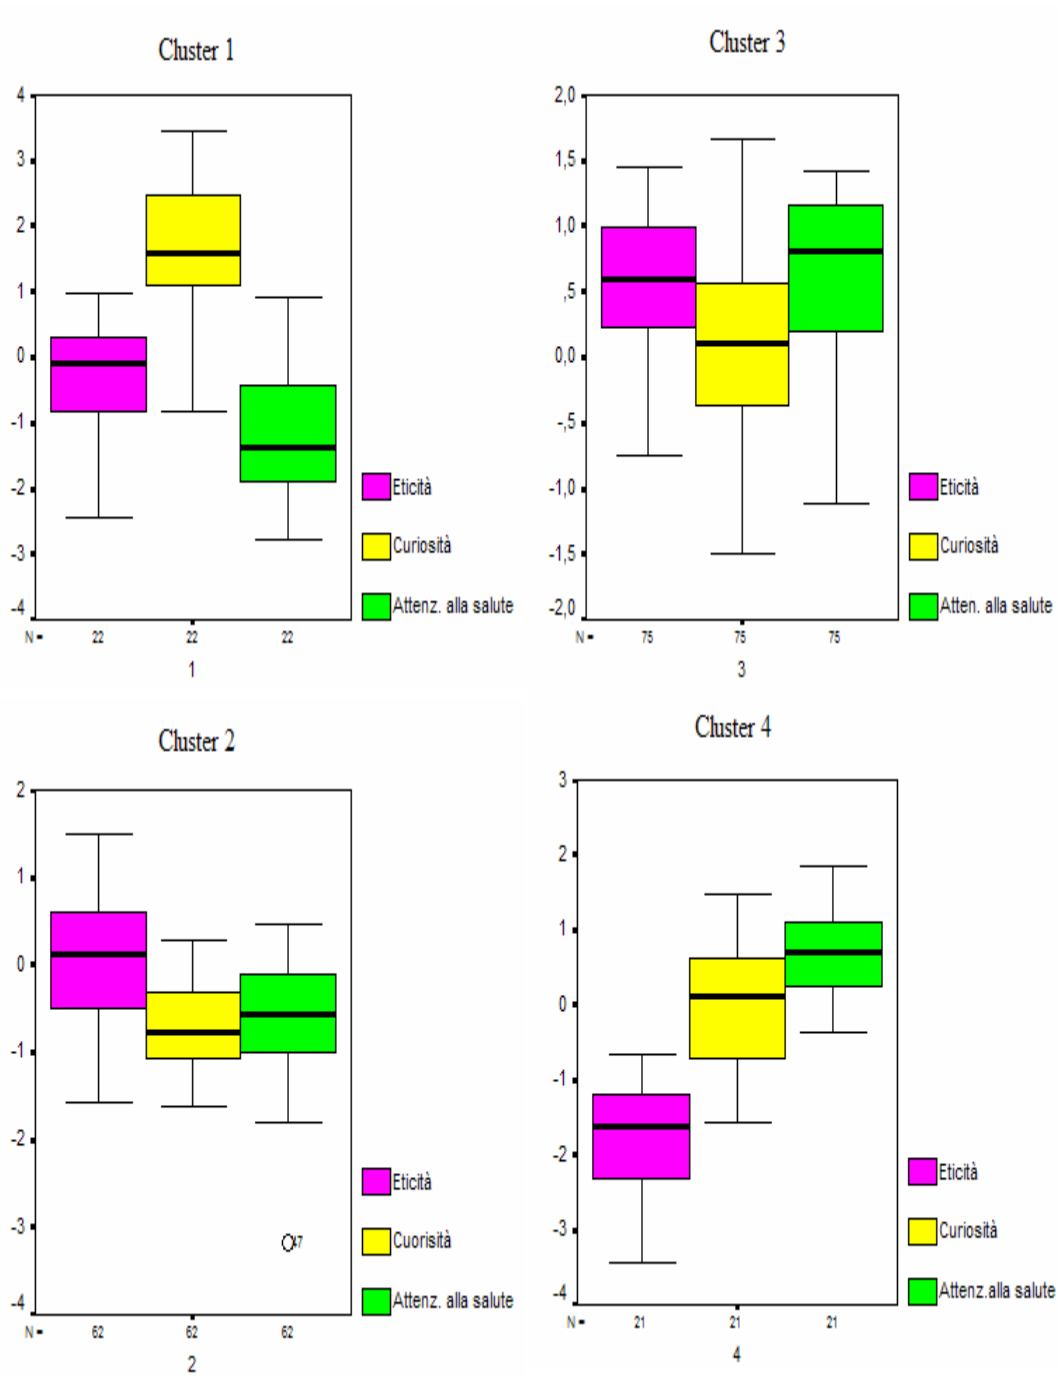 Cluster 1
4
3
2
1
0
-1
-2
-3
-4
N = 22 22 22
1
Eticità
Curiosità
Attenz. alla salute
Cluster 3
2,0
1,5
1,0
,5
0,0
-,5
-1,0
-1,5
-2,0
N = 75 75 75
3
Eticità
Curiosità
Atten. alla salute
Cluster 2
2
1
0
-1
-2
-3
-4
47
N = 62 62 62
2
Eticità
Cuorisità
Attenz. alla salute
Cluster 4
3
2
1
0
-1
-2
-3
-4
N = 21 21 21
4
Eticità
Curiosità
Attenz.alla salute